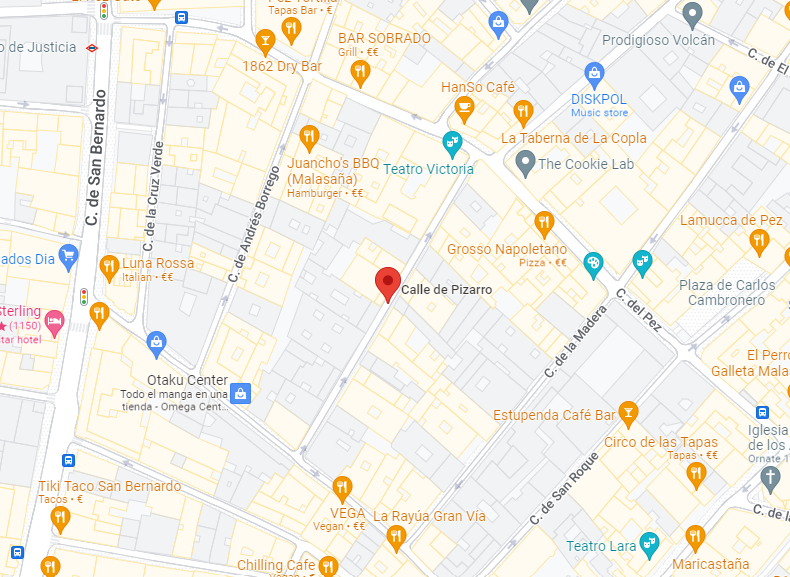 Tapas Bar • €
BAR SOBRADO
Grill • €€
Prodigioso Volcán
o de Justicia
1862 Dry Bar
C. de El
HanSo Café
DISKPOL
Music store
La Taberna de La Copla
C. de San Bernardo
C. de la Cruz Verde
Juancho's BBQ
(Malasaña)
Hamburger • €€
Teatro Victoria
The Cookie Lab
C. de Andrés Borrego
Lamucca de Pez
Grosso Napoletano
Pizza • €€
ados Dia
Luna Rossa
Italian • €€
Calle de Pizarro
Plaza de Carlos
Cambronero
C. del Pez
C. de la Madera
Sterling
(1150)
star hotel
El Perro
Galleta Mala
Otaku Center
Todo el manga en una
tienda • Omega Cent...
Estupenda Café Bar
Iglesia
de los
Ornate 1
Circo de las Tapas
Tapas • €€
C. de San Roque
Tiki Taco San Bernardo
Tacos • €
VEGA
Vegan • €€
La Rayúa Gran Vía
C. de la
Teatro Lara
Maricastaña
Chilling Cafe